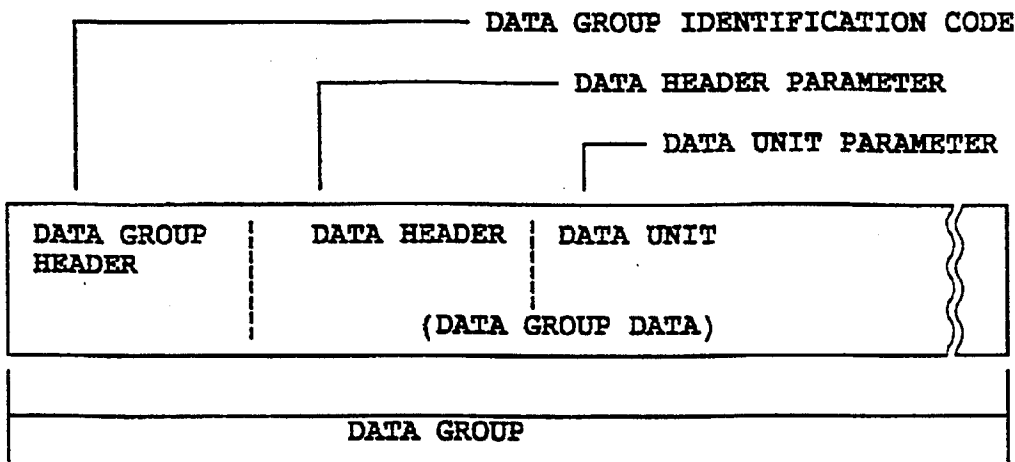 DATA GROUP IDENTIFICATION CODE
DATA HEADER PARAMETER
DATA UNIT PARAMETER
DATA GROUP HEADER
DATA HEADER
DATA UNIT
(DATA GROUP DATA)
DATA GROUP